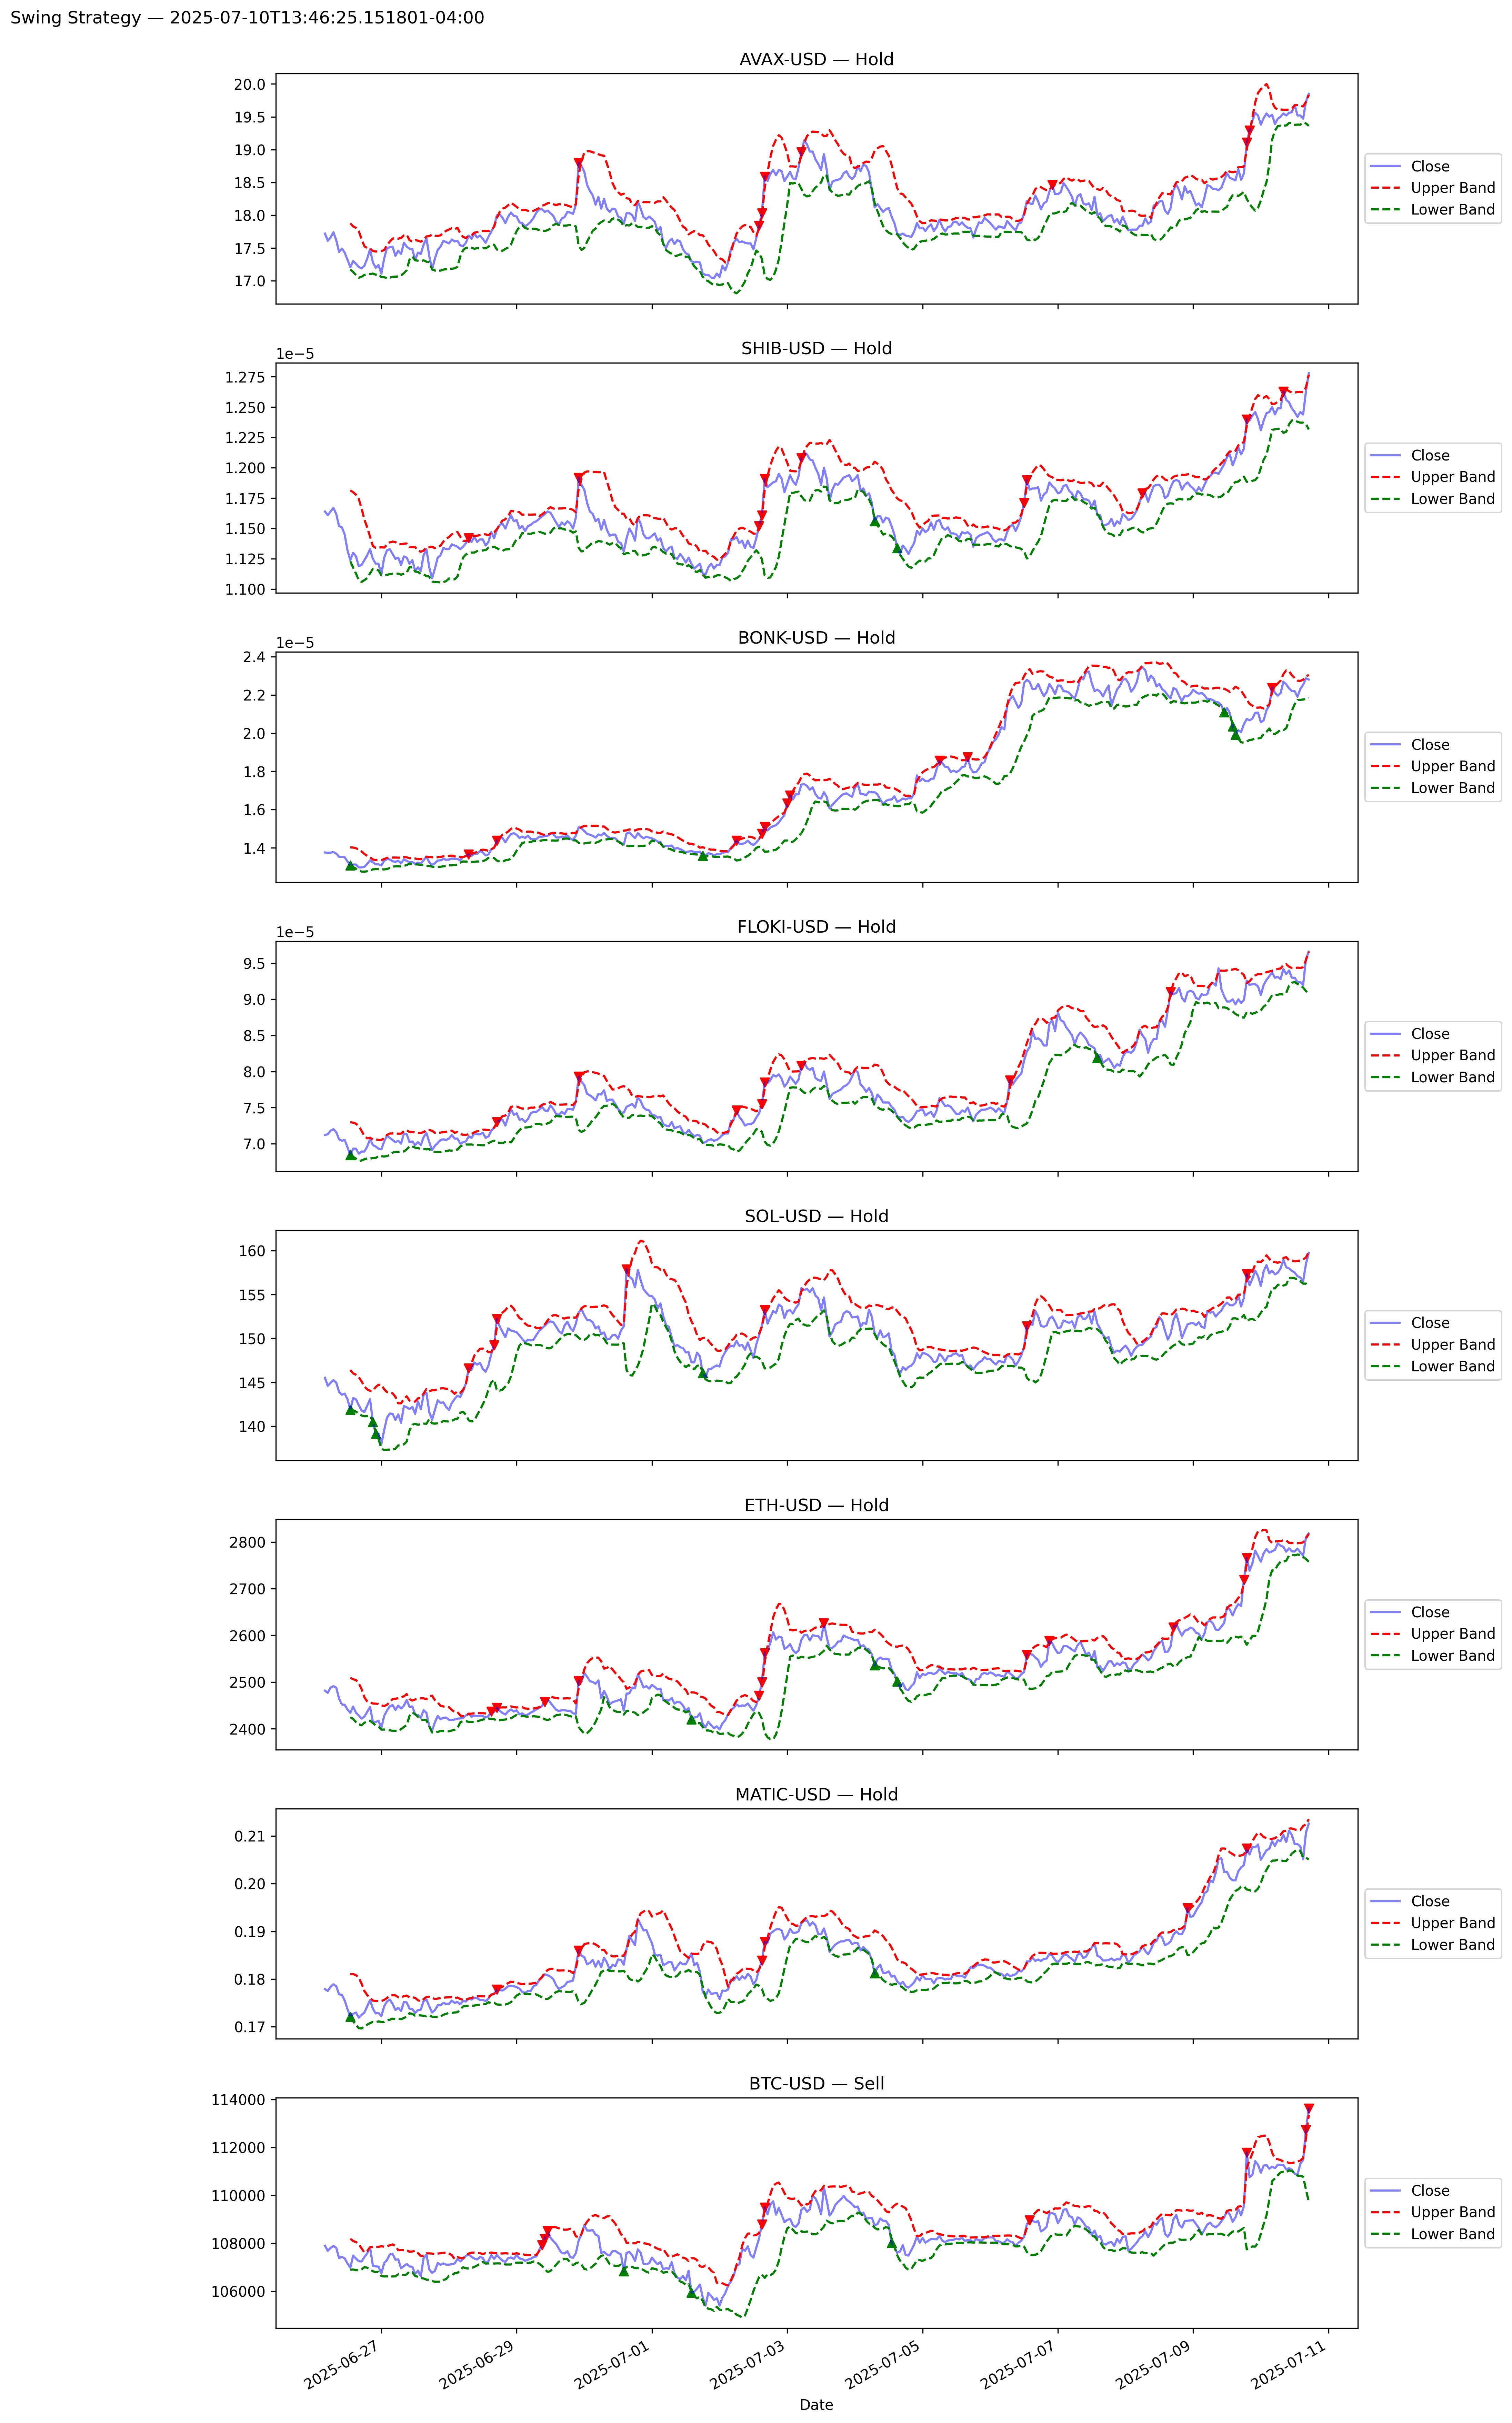 Swing Strategy — 2025-07-10T13:46:25.151801-04:00
AVAX-USD — Hold
20.0
19.5
19.0
18.5
18.0
17.5
17.0
Close
Upper Band
Lower Band
SHIB-USD — Hold
1e−5
1.275
1.250
1.225
1.200
1.175
1.150
1.125
1.100
Close
Upper Band
Lower Band
BONK-USD — Hold
1e−5
2.4
2.2
2.0
1.8
1.6
1.4
Close
Upper Band
Lower Band
FLOKI-USD — Hold
1e−5
9.5
9.0
8.5
8.0
7.5
7.0
Close
Upper Band
Lower Band
SOL-USD — Hold
160
155
150
145
140
Close
Upper Band
Lower Band
ETH-USD — Hold
2800
2700
2600
2500
2400
Close
Upper Band
Lower Band
MATIC-USD — Hold
0.21
0.20
0.19
0.18
0.17
Close
Upper Band
Lower Band
BTC-USD — Sell
114000
112000
110000
108000
106000
Close
Upper Band
Lower Band
2025-06-27
2025-06-29
2025-07-01
2025-07-03
2025-07-05
2025-07-07
2025-07-09
2025-07-11
Date